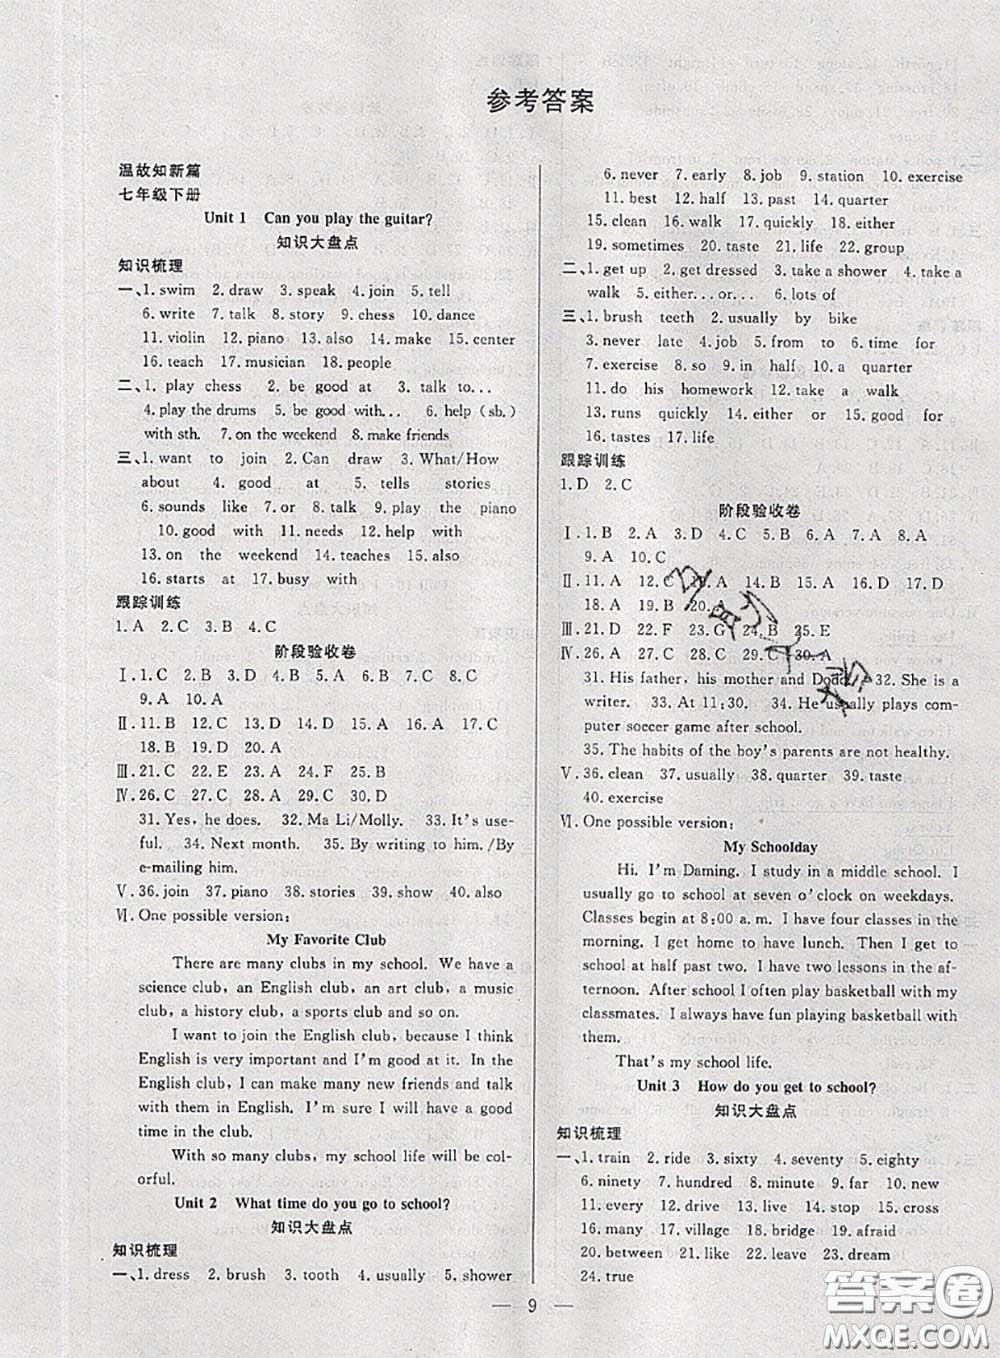 参考答案
温故知新篇
七年级下册
Unit 1 Can you play the guitar?
知识大盘点
知识梳理
一、1. swim 2. draw 3. speak 4. join 5. tell
6. write 7. talk 8. story 9. chess 10. dance
11. violin 12. piano 13. also 14. make 15. center
16. teach 17. musician 18. people
二、1. play chess 2. be good at 3. talk to...
4. play the drums 5. be good with... 6. help (sb.)
with sth. 7. on the weekend 8. make friends
三、1. want to join 2. Can draw 3. What/How
about 4. good at 5. tells stories
6. sounds like 7. or 8. talk 9. play the piano
10. good with 11. needs 12. help with
13. on the weekend 14. teaches 15. also
16. starts at 17. busy with
跟踪训练
1. A 2. C 3. B 4. C
阶段验收卷
Ⅰ. 1. C 2. B 3. D 4. D 5. A 6. B 7. C 8. C
9. A 10. A
Ⅱ. 11. B 12. C 13. D 14. D 15. A 16. C 17. C
18. B 19. D 20. A
Ⅲ. 21. C 22. E 23. A 24. F 25. B
Ⅳ. 26. C 27. C 28. A 29. C 30. D
31. Yes, he does. 32. Ma Li/Molly. 33. It's use-
ful. 34. Next month. 35. By writing to him. /By
e-mailing him.
Ⅴ. 36. join 37. piano 38. stories 39. show 40. also
Ⅵ. One possible version:
My Favorite Club
There are many clubs in my school. We have a
science club, an English club, an art club, a music
club, a history club, a sports club and so on.
I want to join the English club, because I think
English is very important and I'm good at it. In the
English club, I can make many new friends and talk
with them in English. I'm sure I will have a good
time in the club.
With so many clubs, my school life will be col-
orful.
Unit 2 What time do you go to school?
知识大盘点
知识梳理
一、1. dress 2. brush 3. tooth 4. usually 5. shower
6. never 7. early 8. job 9. station 10. exercise
11. best 12. half 13. past 14. quarter
15. clean 16. walk 17. quickly 18. either
19. sometimes 20. taste 21. life 22. group
二、1. get up 2. get dressed 3. take a shower 4. take a
walk 5. either...or... 6. lots of
三、1. brush teeth 2. usually by bike
3. never late 4. job 5. from to 6. time for
7. exercise 8. so 9. in half 10. a quarter
11. do his homework 12. take a walk
13. runs quickly 14. either or 15. good for
16. tastes 17. life
跟踪训练
1. D 2. C
阶段验收卷
Ⅰ. 1. B 2. A 3. D 4. C 5. B 6. A 7. A 8. A
9. A 10. C
Ⅱ. 11. A 12. C 13. A 14. B 15. A 16. D 17. D
18. A 19. B 20. A
Ⅲ. 21. D 22. F 23. G 24. B 25. E
Ⅳ. 26. A 27. C 28. C 29. C 30. A
31. His father, his mother and 32. She is a
writer. 33. At 11:30. 34. He usually plays com-
puter soccer game after school.
35. The habits of the boy's parents are not healthy.
Ⅴ. 36. clean 37. usually 38. quarter 39. taste
40. exercise
Ⅵ. One possible version:
My Schoolday
Hi. I'm Daming. I study in a middle school. I
usually go to school at seven o'clock on weekdays.
Classes begin at 8:00 a. m. I have four classes in the
morning. I get home to have lunch. Then I get to
school at half past two. I have two lessons in the af-
ternoon. After school I often play basketball with my
classmates. I always have fun playing basketball with
them.
That's my school life.
Unit 3 How do you get to school?
知识大盘点
知识梳理
一、1. train 2. ride 3. sixty 4. seventy 5. eighty
6. ninety 7. hundred 8. minute 9. far
10. every 12. drive 13. live 14. stop 15. cross
16. many 17. village 18. bridge 19. afraid
20. between 21. like 22. leave 23. dream
24. true
9
答案圈
MXQE.COM